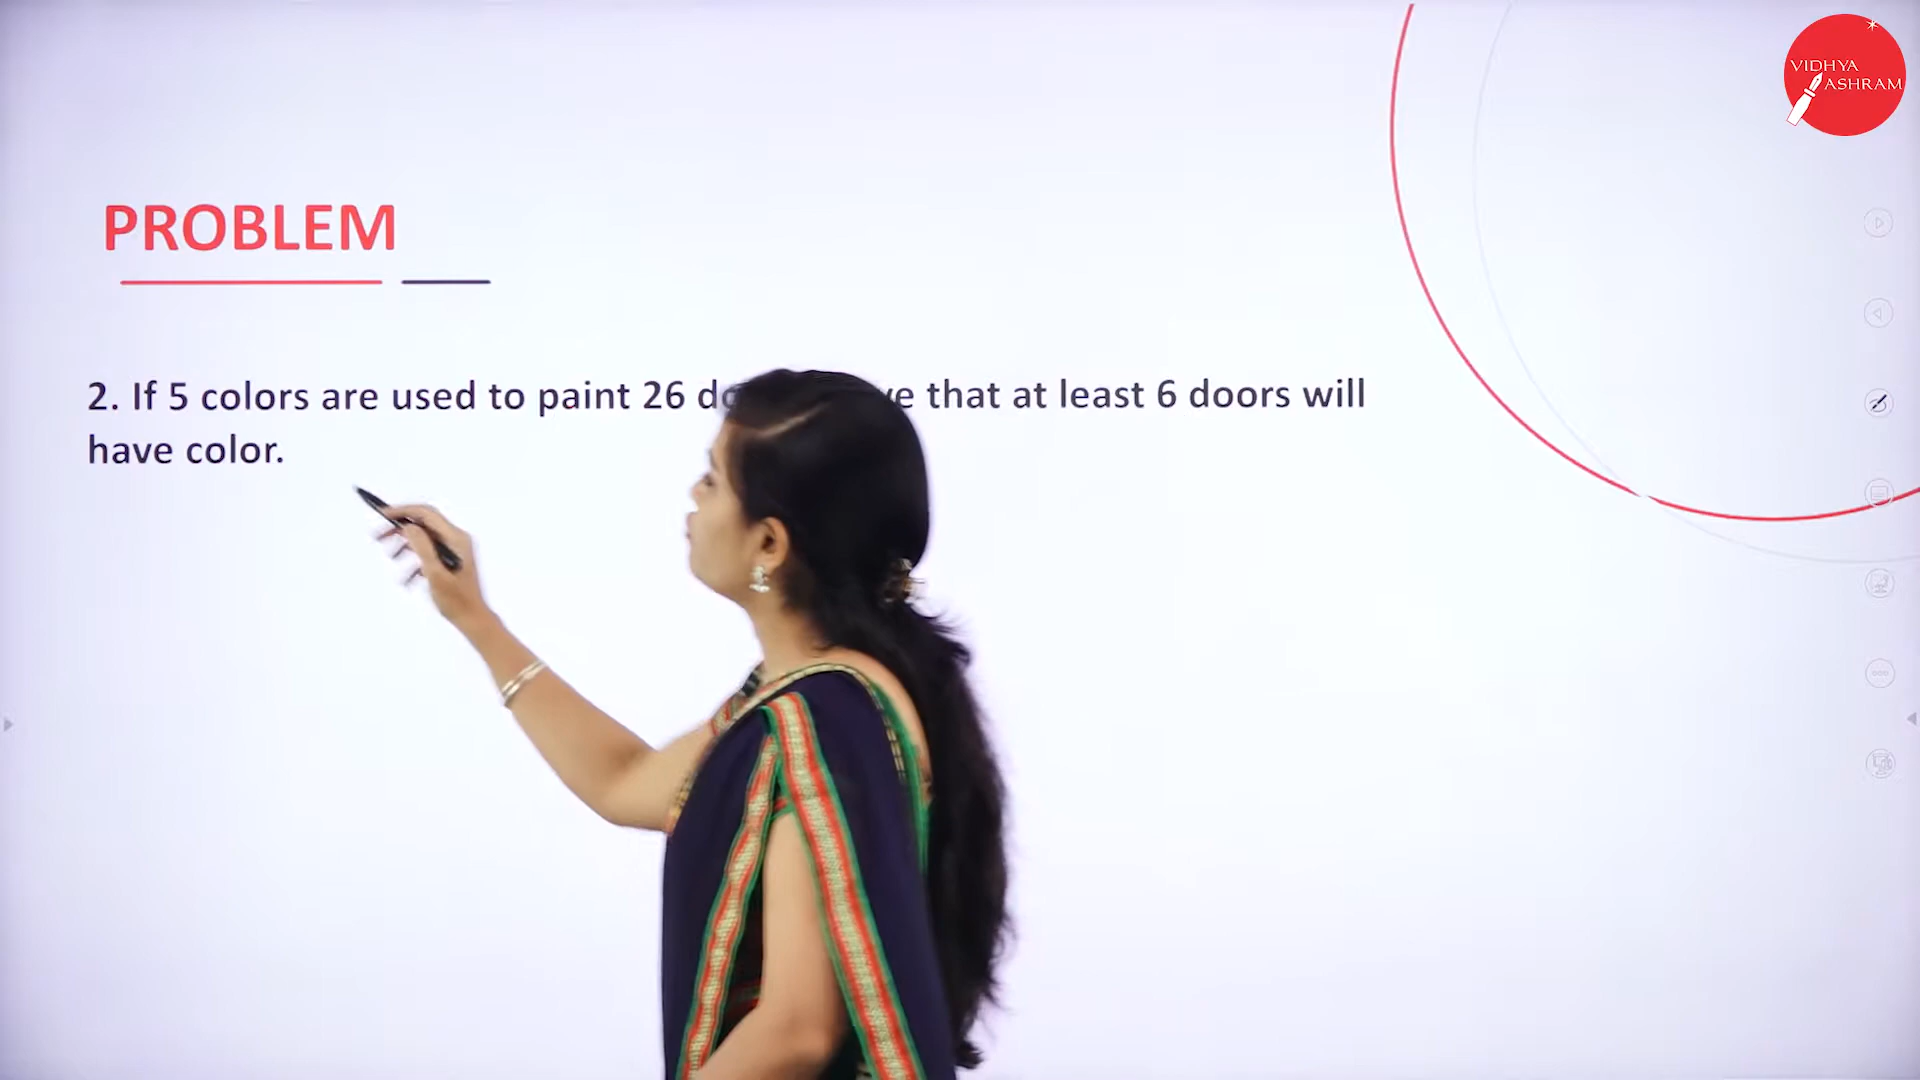 VIDHYA
ASHRAM
PROBLEM
2. If 5 colors are used to paint 26 that at least 6 doors will
have color.